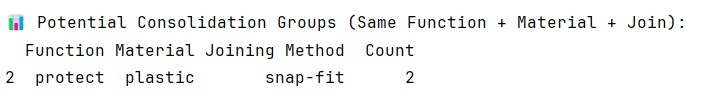 📊 Potential Consolidation Groups (Same Function + Material + Join):
Function Material Joining Method Count
2 protect plastic snap-fit 2